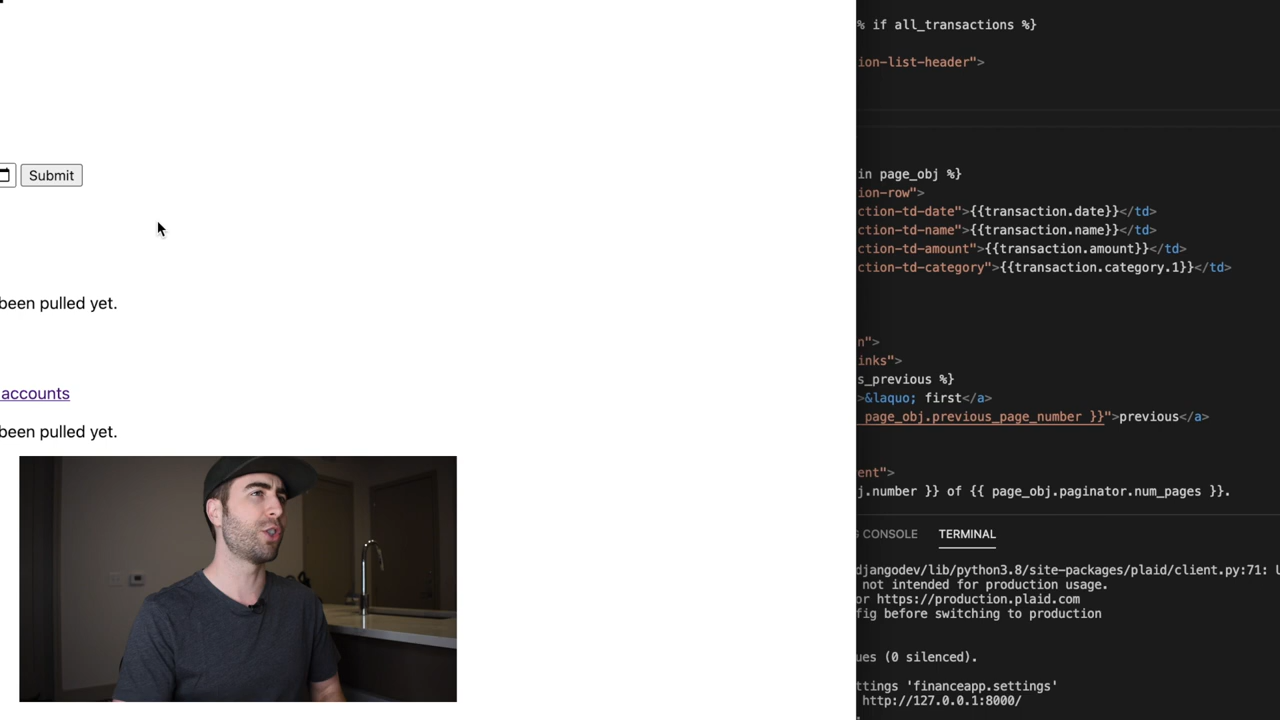 Submit
been pulled yet.
accounts
been pulled yet.
% if all_transactions %}
ion-list-header">
in page_obj %}
ion-row">
ction-td-date">{{transaction.date}}</td>
ction-td-name">{{transaction.name}}</td>
ction-td-amount">{{transaction.amount}}</td>
ction-td-category">{{transaction.category.1}}</td>
n">
inks">
s_previous %}
>&laquo; first</a>
page_obj.previous_page_number }}">previous</a>
ent">
j.number }} of {{ page_obj.paginator.num_pages }}.
G CONSOLE TERMINAL
djangodev/lib/python3.8/site-packages/plaid/client.py:71: U
not intended for production usage.
or https://production.plaid.com
fig before switching to production
ues (0 silenced).
ttings 'financeapp.settings'
http://127.0.0.1:8000/